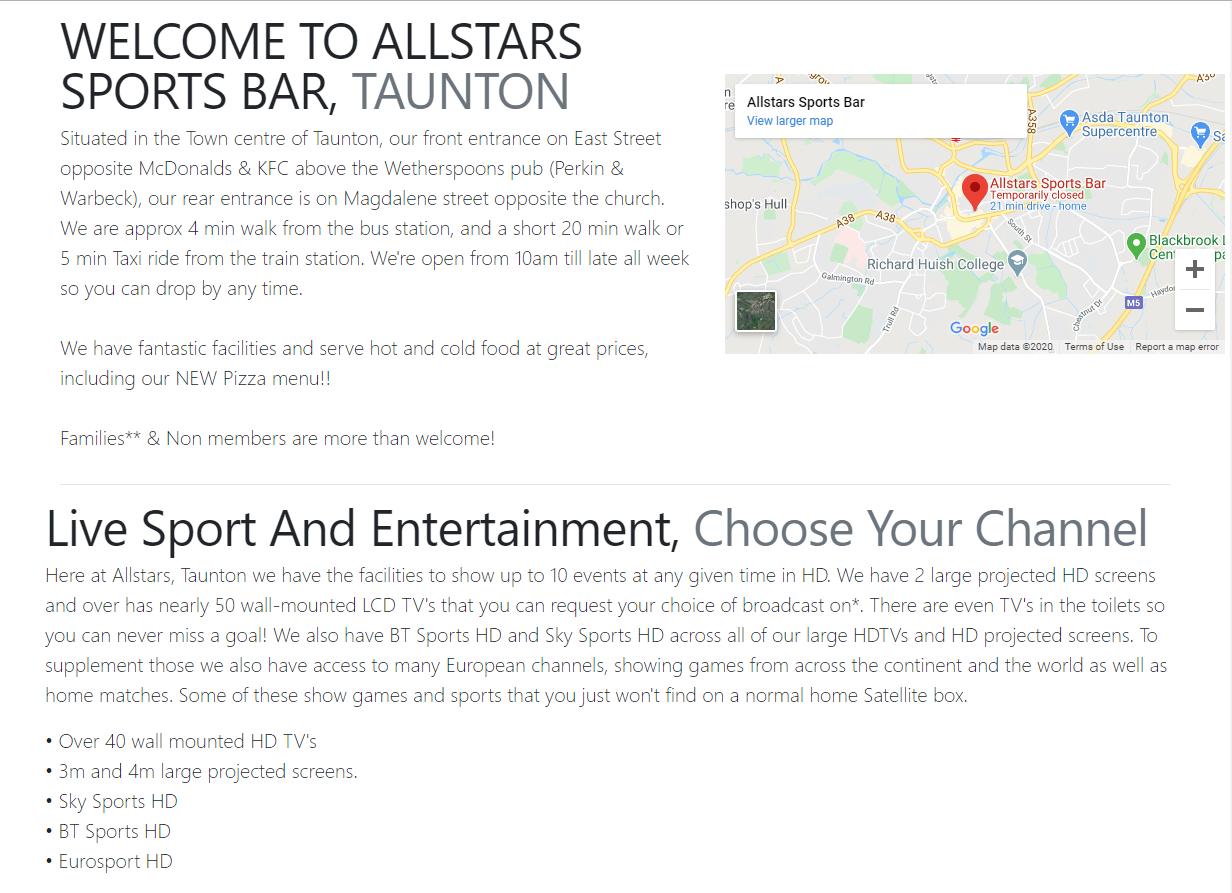 WELCOME TO ALLSTARS
SPORTS BAR, TAUNTON
Situated in the Town centre of Taunton, our front entrance on East Street
opposite McDonalds & KFC above the Wetherspoons pub (Perkin &
Warbeck), our rear entrance is on Magdalene street opposite the church.
We are approx 4 min walk from the bus station, and a short 20 min walk or
5 min Taxi ride from the train station. We're open from 10am till late all week
so you can drop by any time.
We have fantastic facilities and serve hot and cold food at great prices,
including our NEW Pizza menu!!
Families** & Non members are more than welcome!
Allstars Sports Bar
View larger map
A358
Asda Taunton
Supercentre
Allstars Sports Bar
Temporarily closed
21 min drive - home
shop's Hull
A38
A38
South St
Blackbrook
Richard Huish College
Galmington Rd
Trull Rd
Chestnut Dr
M5
Google
Map data ©2020
Terms of Use
Report a map error
Live Sport And Entertainment, Choose Your Channel
Here at Allstars, Taunton we have the facilities to show up to 10 events at any given time in HD. We have 2 large projected HD screens
and over has nearly 50 wall-mounted LCD TV's that you can request your choice of broadcast on*. There are even TV's in the toilets so
you can never miss a goal! We also have BT Sports HD and Sky Sports HD across all of our large HDTVs and HD projected screens. To
supplement those we also have access to many European channels, showing games from across the continent and the world as well as
home matches. Some of these show games and sports that you just won't find on a normal home Satellite box.
• Over 40 wall mounted HD TV's
• 3m and 4m large projected screens.
• Sky Sports HD
• BT Sports HD
• Eurosport HD